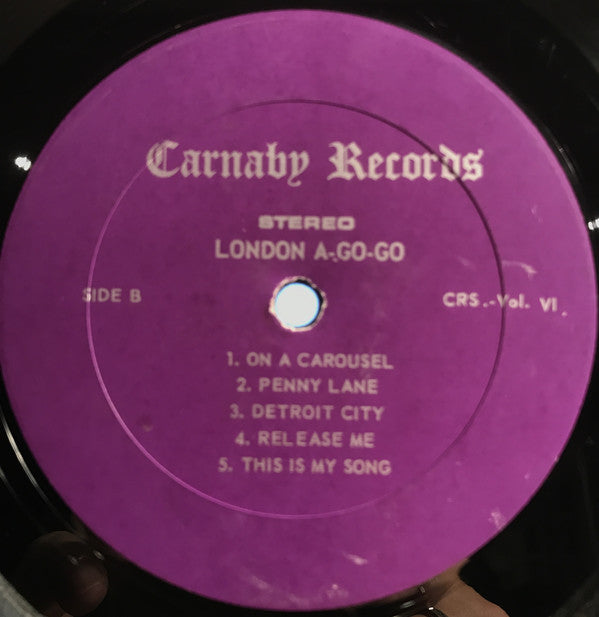 Carnaby Records
STEREO
LONDON A-GO-GO
SIDE B
CRS.-Vol. VI.
1. ON A CAROUSEL
2. PENNY LANE
3. DETROIT CITY
4. RELEASE ME
5. THIS IS MY SONG